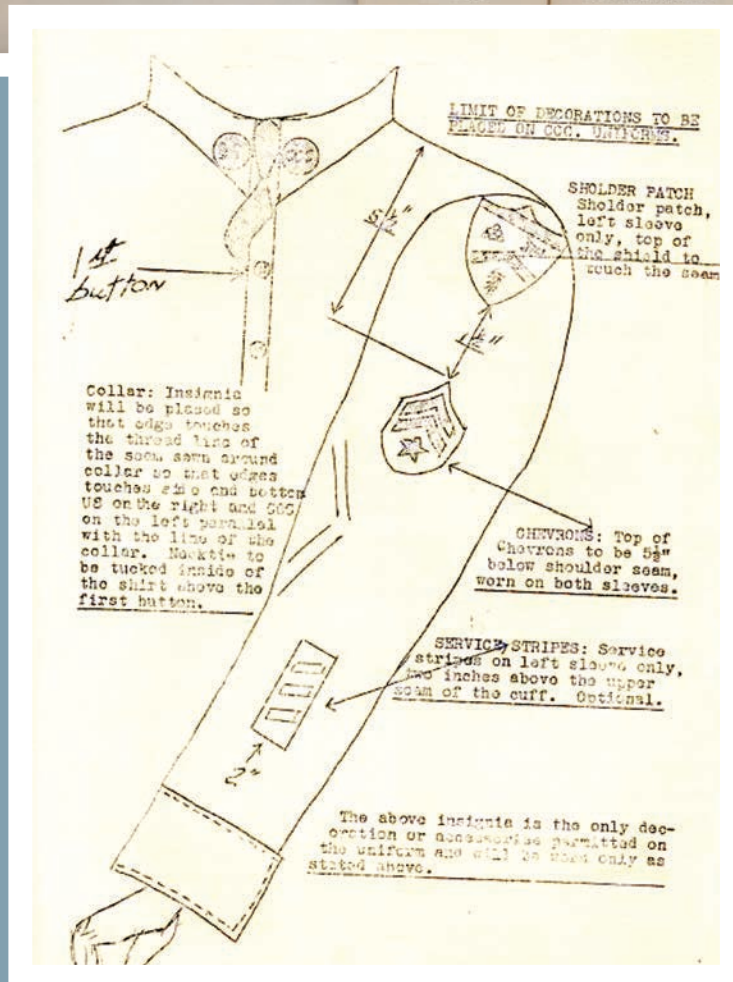 LIMIT OF DECORATIONS TO BE
PLACED ON CCC. UNIFORMS.
SHOLDER PATCH
Sholder patch,
left sleeve
only, top of
the shield to
touch the seam
5½"
1st
button
1½"
Collar: Insignia
will be placed so
that edge touches
the thread line of
the seam sewn around
collar so that edges
touches side and bottom
US on the right and CCC
on the left parallel
with the line of the
collar. Necktie to
be tucked inside of
the shirt above the
first button.
CHEVRONS: Top of
Chevrons to be 5½"
below shoulder seam,
worn on both sleeves.
SERVICE STRIPES: Service
stripes on left sleeve only,
two inches above the upper
seam of the cuff. Optional.
2"
The above insignia is the only dec-
oration or accessories permitted on
the uniform and will be worn only as
stated above.